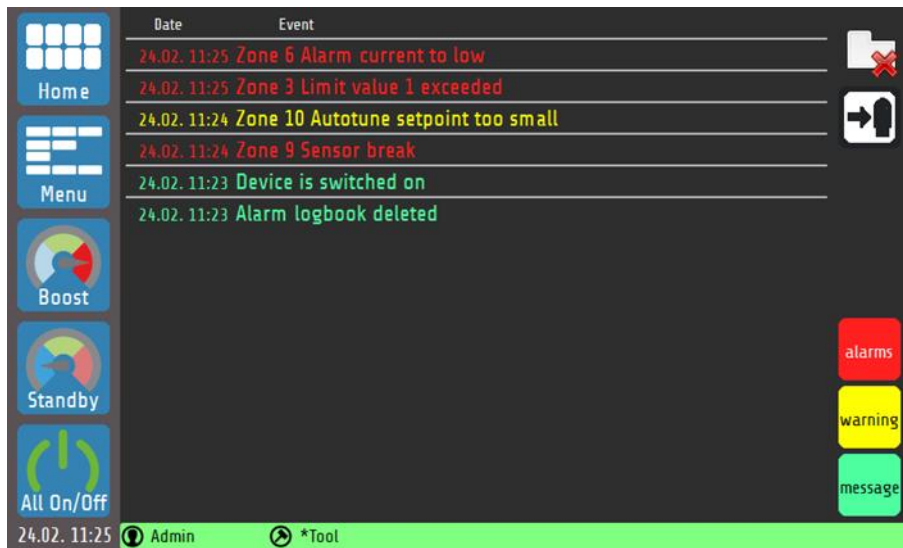 Date Event
24.02. 11:25 Zone 6 Alarm current to low
24.02. 11:25 Zone 3 Limit value 1 exceeded
24.02. 11:24 Zone 10 Autotune setpoint too small
24.02. 11:24 Zone 9 Sensor break
24.02. 11:23 Device is switched on
24.02. 11:23 Alarm logbook deleted
Home
Menu
Boost
Standby
All On/Off
alarms
warning
message
24.02. 11:25 Admin *Tool